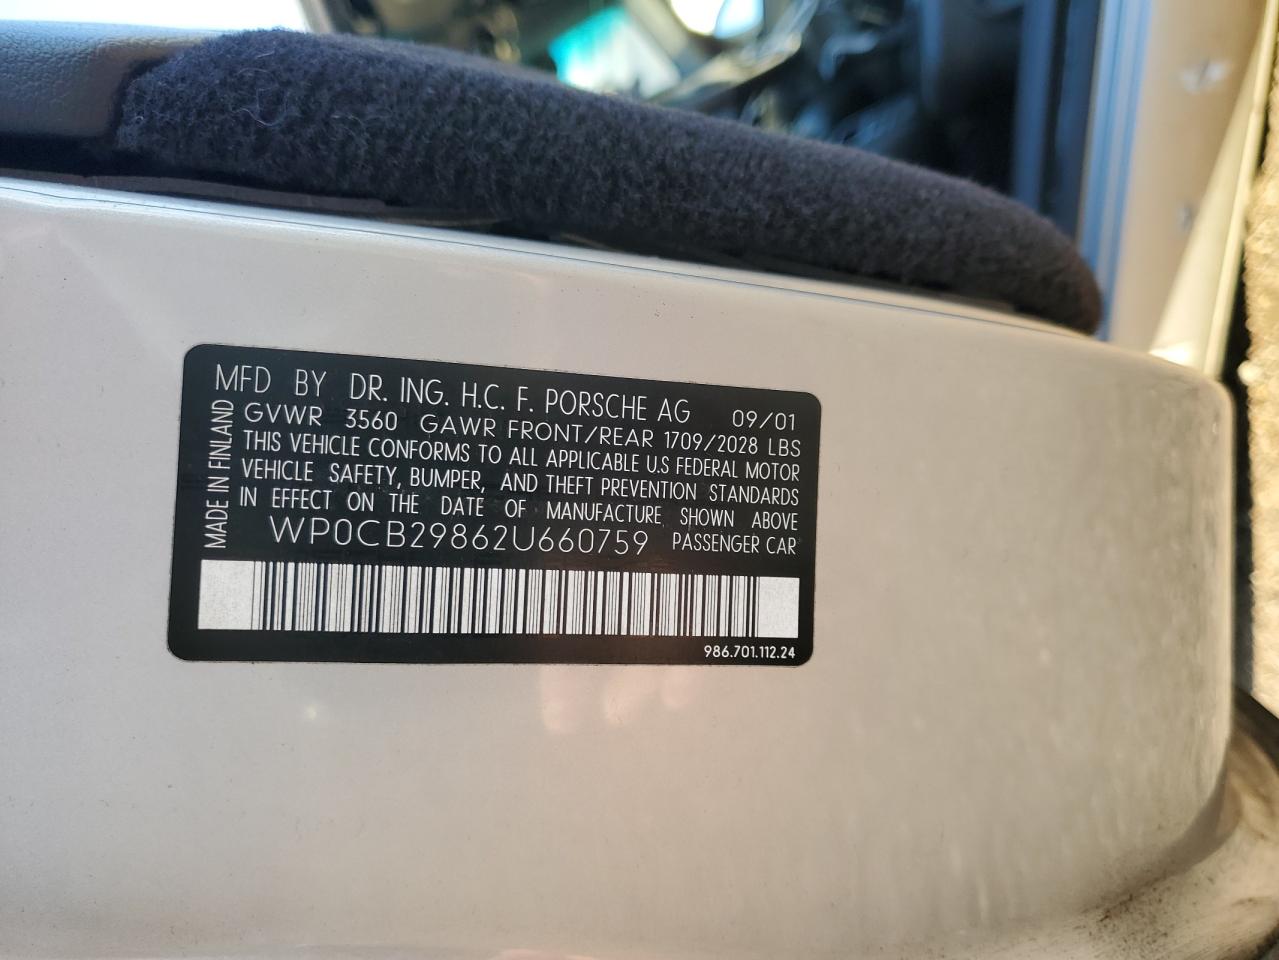 MFD BY DR. ING. H.C. F. PORSCHE AG 09/01
GVWR 3560 GAWR FRONT/REAR 1709/2028 LBS
THIS VEHICLE CONFORMS TO ALL APPLICABLE U.S FEDERAL MOTOR
VEHICLE SAFETY, BUMPER, AND THEFT PREVENTION STANDARDS
IN EFFECT ON THE DATE OF MANUFACTURE SHOWN ABOVE
WP0CB29862U660759 PASSENGER CAR
MADE IN FINLAND
986.701.112.24